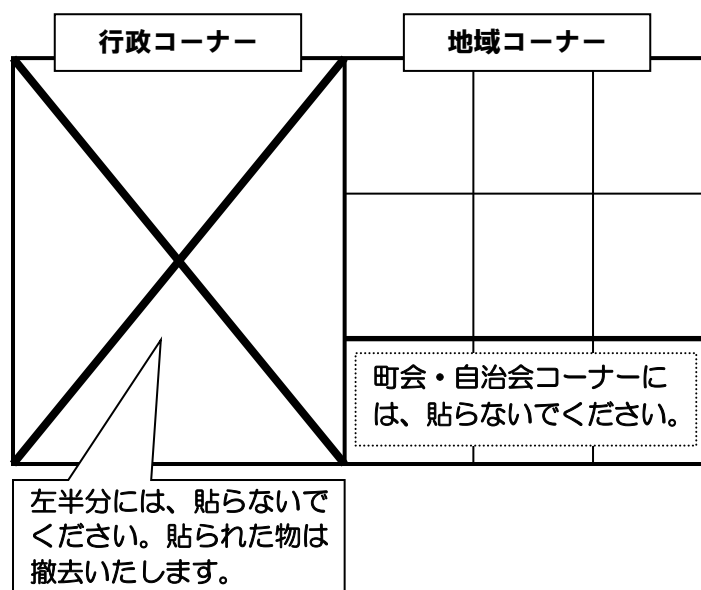 行政コーナー
地域コーナー
町会・自治会コーナーに
は、貼らないでください。
左半分には、貼らないで
ください。貼られた物は
撤去いたします。